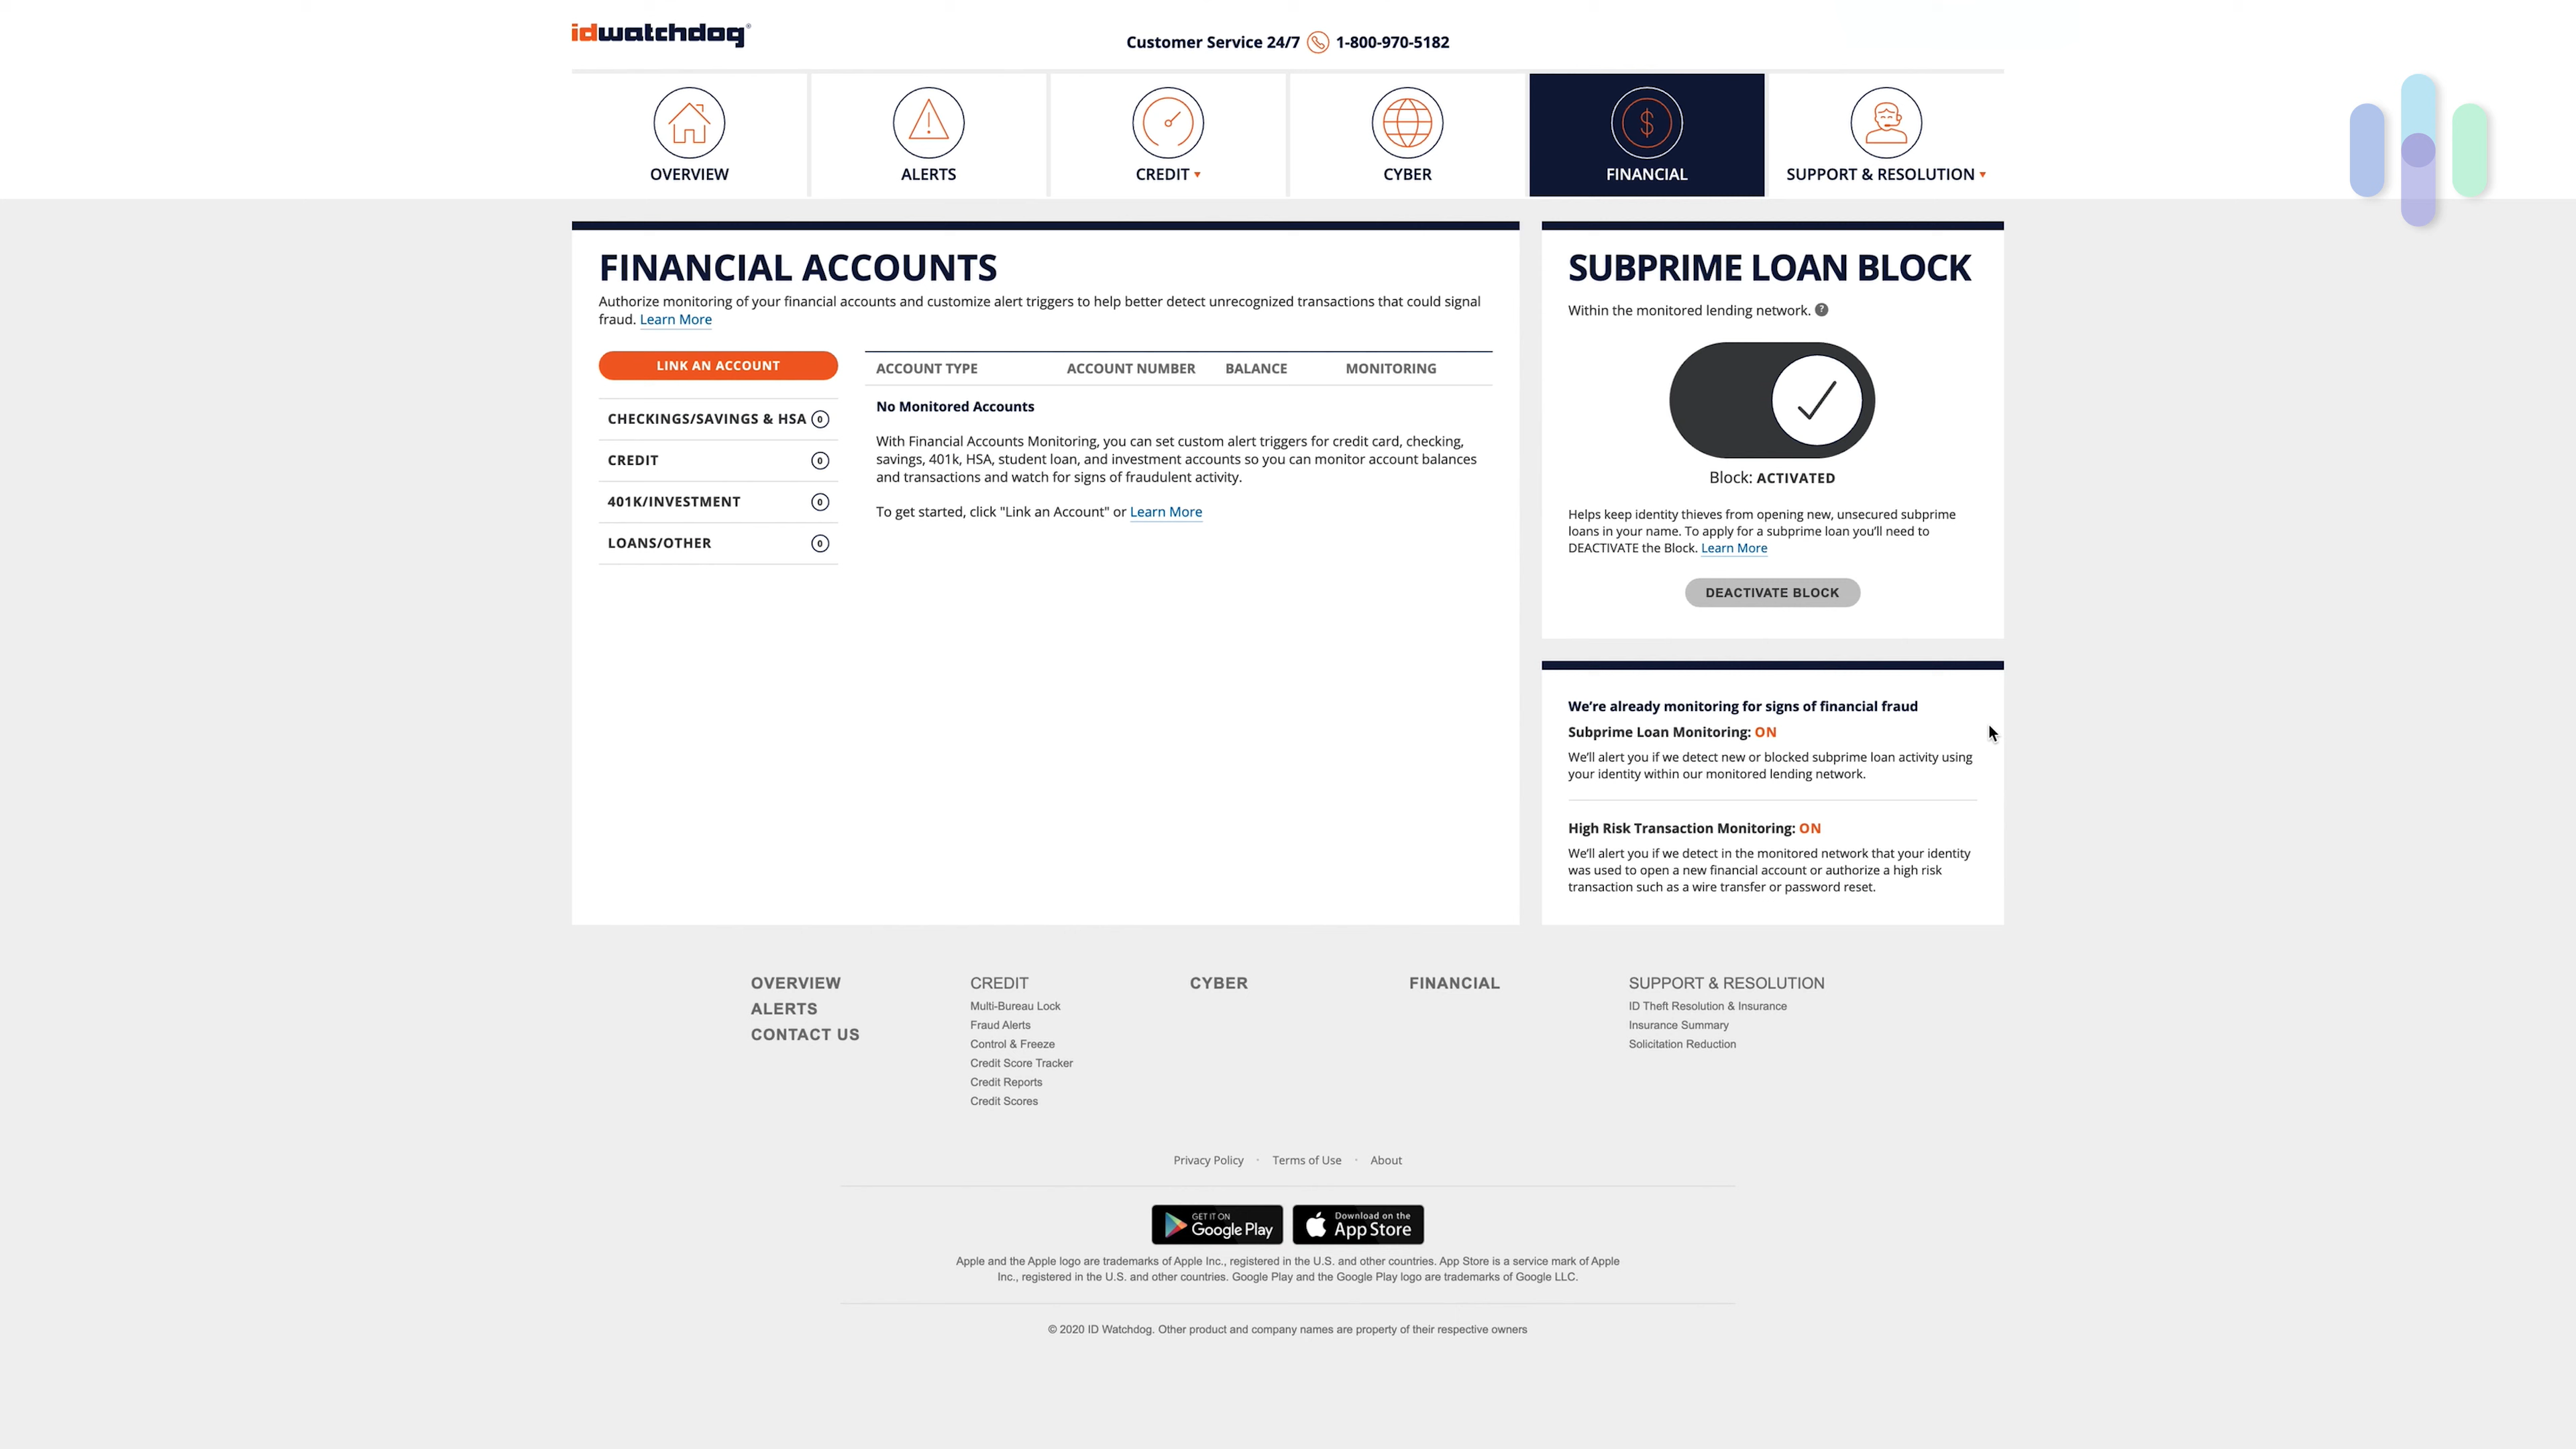 idwatchdog®
Customer Service 24/7 1-800-970-5182
OVERVIEW
ALERTS
CREDIT
CYBER
FINANCIAL
SUPPORT & RESOLUTION
FINANCIAL ACCOUNTS
Authorize monitoring of your financial accounts and customize alert triggers to help better detect unrecognized transactions that could signal
fraud. Learn More
LINK AN ACCOUNT
CHECKINGS/SAVINGS & HSA 0
CREDIT 0
401K/INVESTMENT 0
LOANS/OTHER 0
ACCOUNT TYPE ACCOUNT NUMBER BALANCE MONITORING
No Monitored Accounts
With Financial Accounts Monitoring, you can set custom alert triggers for credit card, checking,
savings, 401k, HSA, student loan, and investment accounts so you can monitor account balances
and transactions and watch for signs of fraudulent activity.
To get started, click "Link an Account" or Learn More
SUBPRIME LOAN BLOCK
Within the monitored lending network. ?
Block: ACTIVATED
Helps keep identity thieves from opening new, unsecured subprime
loans in your name. To apply for a subprime loan you'll need to
DEACTIVATE the Block. Learn More
DEACTIVATE BLOCK
We're already monitoring for signs of financial fraud
Subprime Loan Monitoring: ON
We'll alert you if we detect new or blocked subprime loan activity using
your identity within our monitored lending network.
High Risk Transaction Monitoring: ON
We'll alert you if we detect in the monitored network that your identity
was used to open a new financial account or authorize a high risk
transaction such as a wire transfer or password reset.
OVERVIEW
ALERTS
CONTACT US
CREDIT
Multi-Bureau Lock
Fraud Alerts
Control & Freeze
Credit Score Tracker
Credit Reports
Credit Scores
CYBER
FINANCIAL
SUPPORT & RESOLUTION
ID Theft Resolution & Insurance
Insurance Summary
Solicitation Reduction
Privacy Policy · Terms of Use · About
GET IT ON
Google Play
Download on the
App Store
Apple and the Apple logo are trademarks of Apple Inc., registered in the U.S. and other countries. App Store is a service mark of Apple
Inc., registered in the U.S. and other countries. Google Play and the Google Play logo are trademarks of Google LLC.
© 2020 ID Watchdog. Other product and company names are property of their respective owners